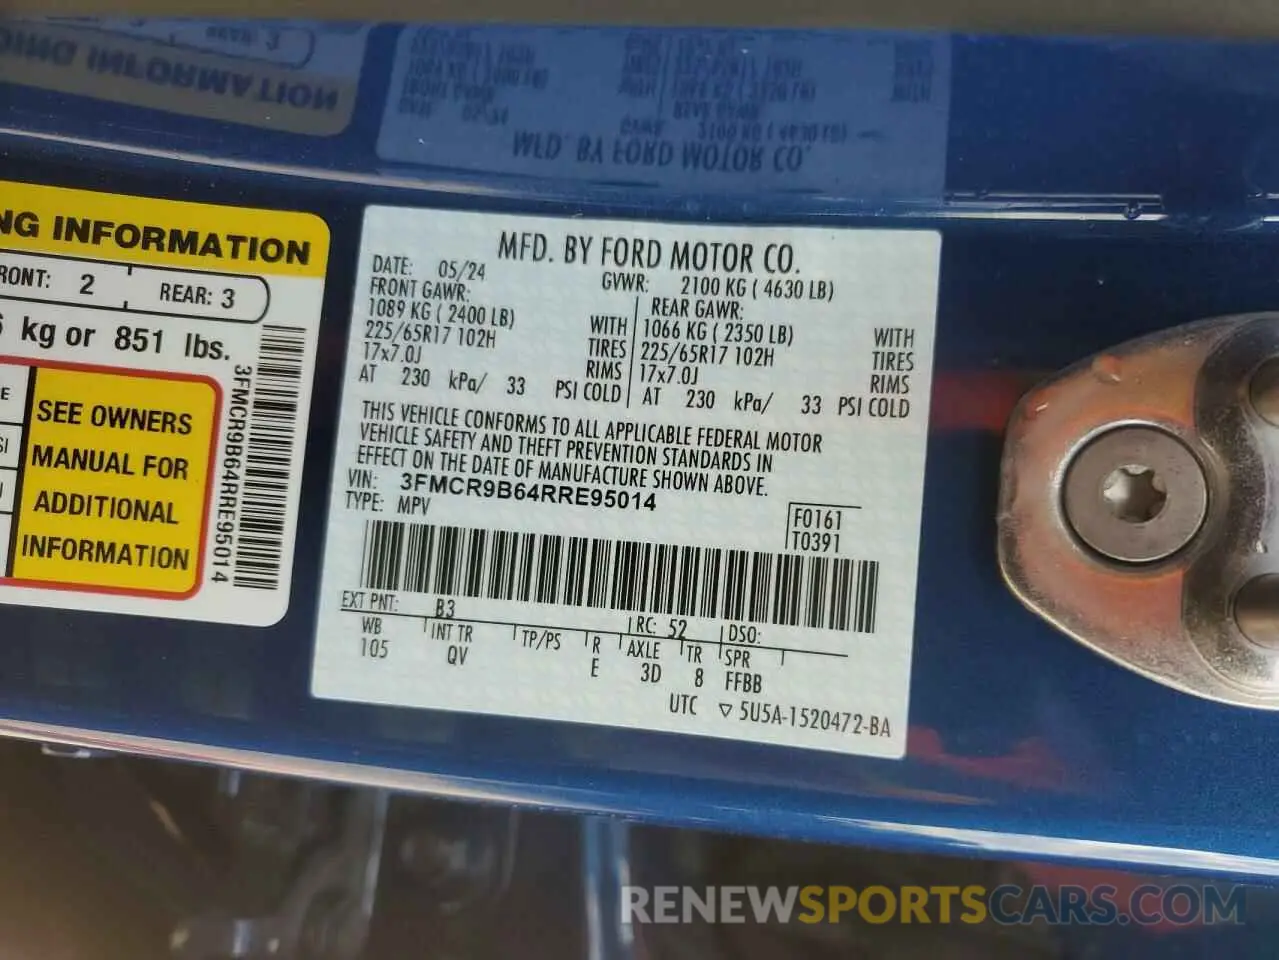 NG INFORMATION
RONT: 2 REAR: 3
kg or 851 lbs.
SEE OWNERS
MANUAL FOR
ADDITIONAL
INFORMATION
3FMCR9B64RRE95014
MFD. BY FORD MOTOR CO.
DATE: 05/24 GVWR: 2100 KG ( 4630 LB)
FRONT GAWR: REAR GAWR:
1089 KG ( 2400 LB) WITH 1066 KG ( 2350 LB) WITH
225/65R17 102H TIRES 225/65R17 102H TIRES
17x7.0J RIMS 17x7.0J RIMS
AT 230 kPa/ 33 PSI COLD AT 230 kPa/ 33 PSI COLD
THIS VEHICLE CONFORMS TO ALL APPLICABLE FEDERAL MOTOR
VEHICLE SAFETY AND THEFT PREVENTION STANDARDS IN
EFFECT ON THE DATE OF MANUFACTURE SHOWN ABOVE.
VIN: 3FMCR9B64RRE95014
TYPE: MPV
F0161
T0391
EXT PNT: B3 RC: 52 DSO:
WB INT TR TP/PS R AXLE TR SPR
105 QV E 3D 8 FFBB
UTC ▽ 5U5A-1520472-BA
RENEWSPORTSCARS.COM